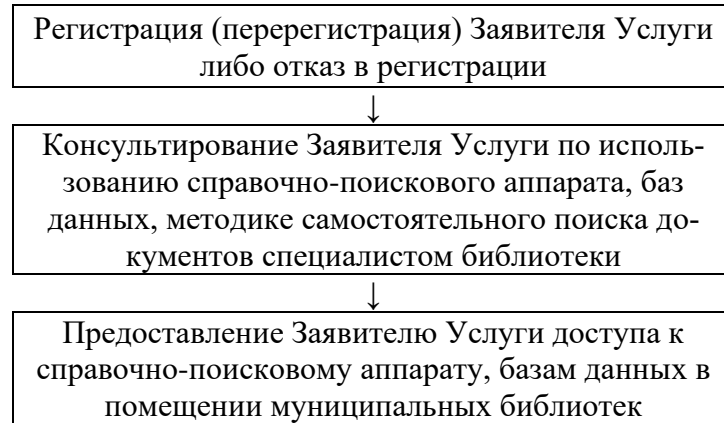 Регистрация (перерегистрация) Заявителя Услуги
либо отказ в регистрации
↓
Консультирование Заявителя Услуги по исполь-
зованию справочно-поискового аппарата, баз
данных, методике самостоятельного поиска до-
кументов специалистом библиотеки
↓
Предоставление Заявителю Услуги доступа к
справочно-поисковому аппарату, базам данных в
помещении муниципальных библиотек